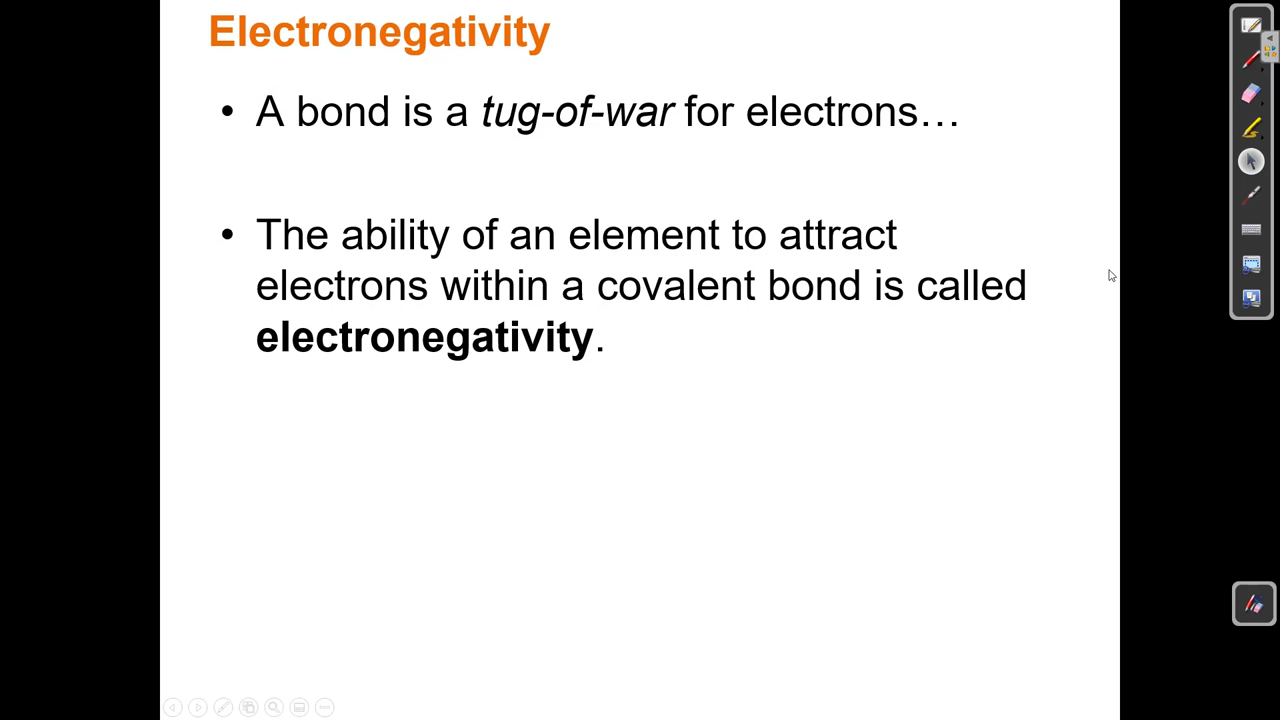 Electronegativity
• A bond is a tug-of-war for electrons…
• The ability of an element to attract
electrons within a covalent bond is called
electronegativity.